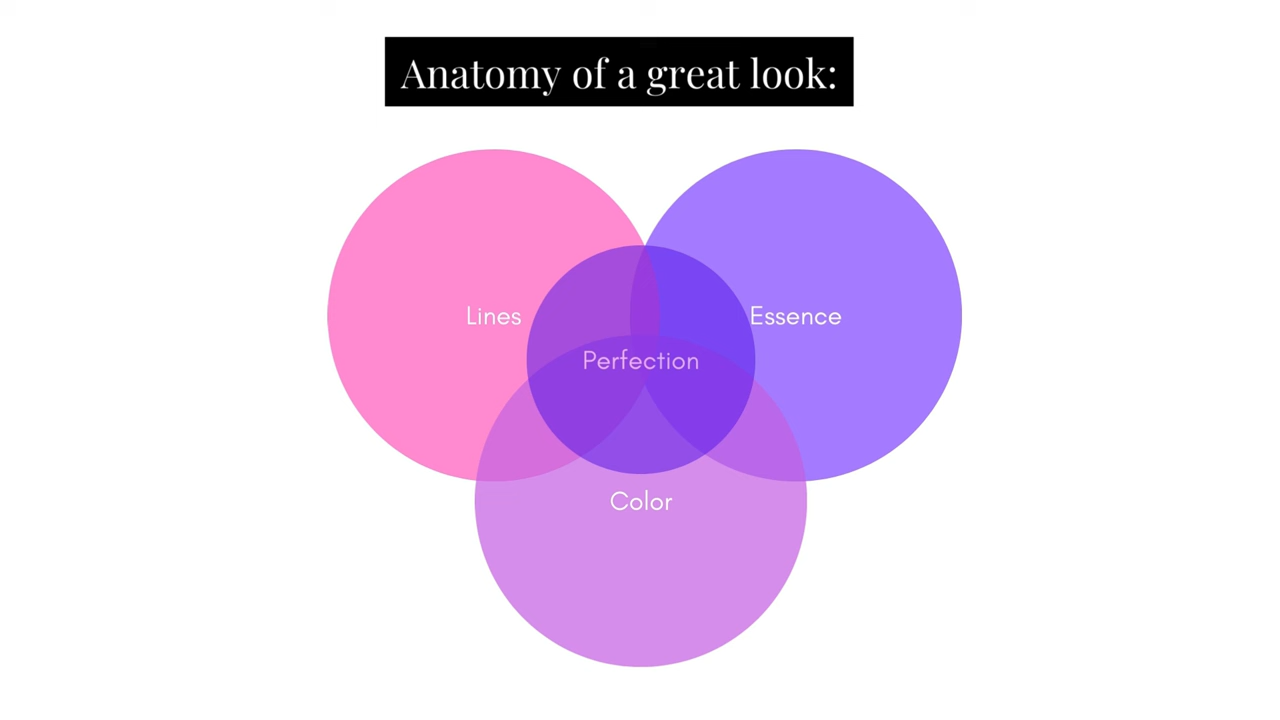 Anatomy of a great look:
Lines
Essence
Perfection
Color